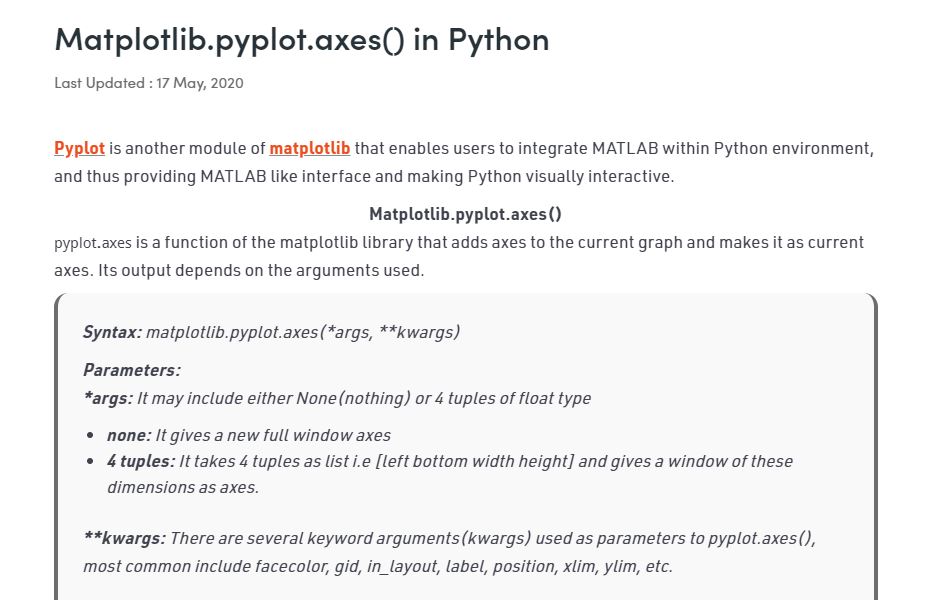 Matplotlib.pyplot.axes() in Python
Last Updated : 17 May, 2020
Pyplot is another module of matplotlib that enables users to integrate MATLAB within Python environment,
and thus providing MATLAB like interface and making Python visually interactive.
Matplotlib.pyplot.axes()
pyplot.axes is a function of the matplotlib library that adds axes to the current graph and makes it as current
axes. Its output depends on the arguments used.
Syntax: matplotlib.pyplot.axes(*args, **kwargs)
Parameters:
*args: It may include either None(nothing) or 4 tuples of float type
• none: It gives a new full window axes
• 4 tuples: It takes 4 tuples as list i.e [left bottom width height] and gives a window of these
dimensions as axes.
**kwargs: There are several keyword arguments(kwargs) used as parameters to pyplot.axes(),
most common include facecolor, gid, in_layout, label, position, xlim, ylim, etc.